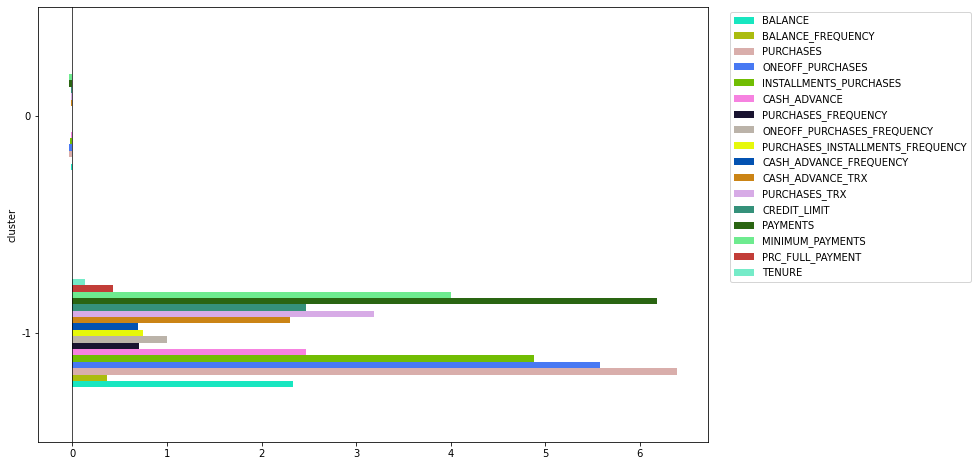 BALANCE
BALANCE_FREQUENCY
PURCHASES
ONEOFF_PURCHASES
INSTALLMENTS_PURCHASES
CASH_ADVANCE
PURCHASES_FREQUENCY
ONEOFF_PURCHASES_FREQUENCY
PURCHASES_INSTALLMENTS_FREQUENCY
CASH_ADVANCE_FREQUENCY
CASH_ADVANCE_TRX
PURCHASES_TRX
CREDIT_LIMIT
PAYMENTS
MINIMUM_PAYMENTS
PRC_FULL_PAYMENT
TENURE
cluster
0
-1
0 1 2 3 4 5 6